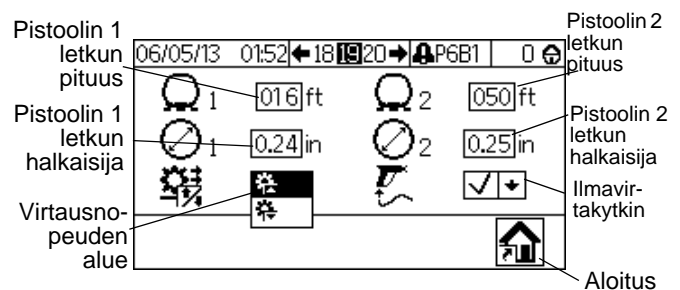 Pistoolin 1
letkun
pituus
Pistoolin 1
letkun
halkaisija
Virtausno-
peuden
alue
06/05/13 01:52 18 19 20 P6B1 0
1 016 ft 2 050 ft
1 0.24 in 2 0.25 in
Pistoolin 2
letkun
pituus
Pistoolin 2
letkun
halkaisija
Ilmavir-
takytkin
Aloitus